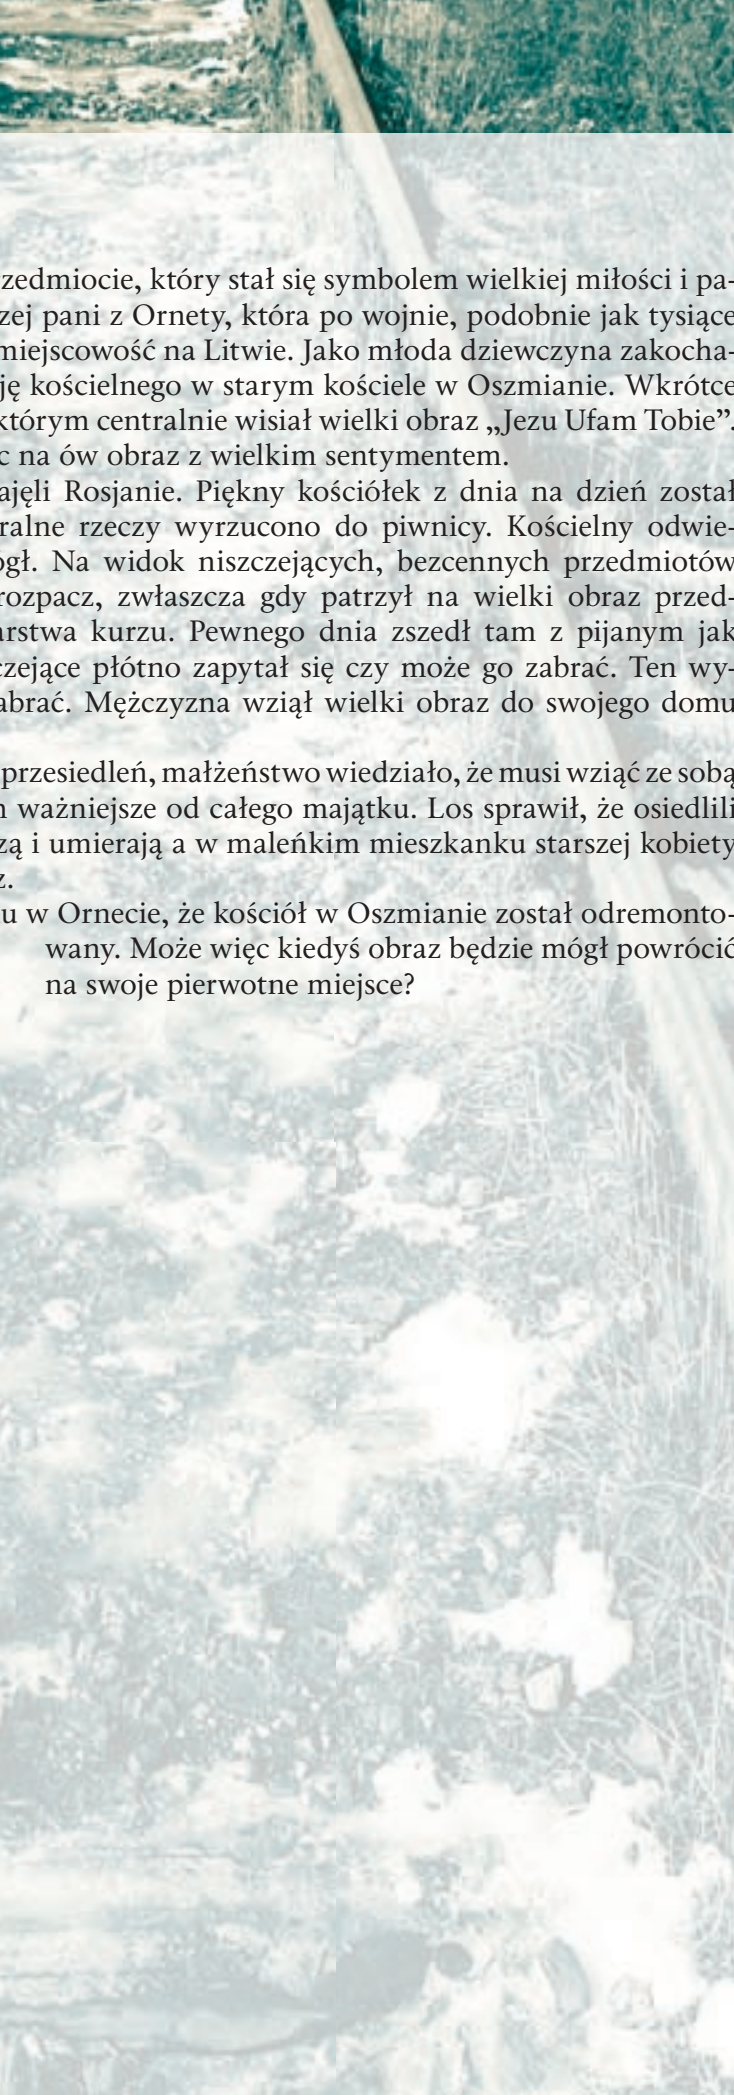 zedmiocie, który stał się symbolem wielkiej miłości i pa-
zej pani z Ornety, która po wojnie, podobnie jak tysiące
miejscowość na Litwie. Jako młoda dziewczyna zakocha-
ję kościelnego w starym kościele w Oszmianie. Wkrótce
którym centralnie wisiał wielki obraz „Jezu Ufam Tobie”.
c na ów obraz z wielkim sentymentem.
ajęli Rosjanie. Piękny kościółek z dnia na dzień został
ralne rzeczy wyrzucono do piwnicy. Kościelny odwie-
ógł. Na widok niszczejących, bezcennych przedmiotów
rozpacz, zwłaszcza gdy patrzył na wielki obraz przed-
arstwa kurzu. Pewnego dnia zszedł tam z pijanym jak
czejące płótno zapytał się czy może go zabrać. Ten wy-
abrać. Mężczyzna wziął wielki obraz do swojego domu
przesiedleń, małżeństwo wiedziało, że musi wziąć ze sobą
n ważniejsze od całego majątku. Los sprawił, że osiedlili
zą i umierają a w maleńkim mieszkanku starszej kobiety
z.
u w Ornecie, że kościół w Oszmianie został odremonto-
wany. Może więc kiedyś obraz będzie mógł powrócić
na swoje pierwotne miejsce?